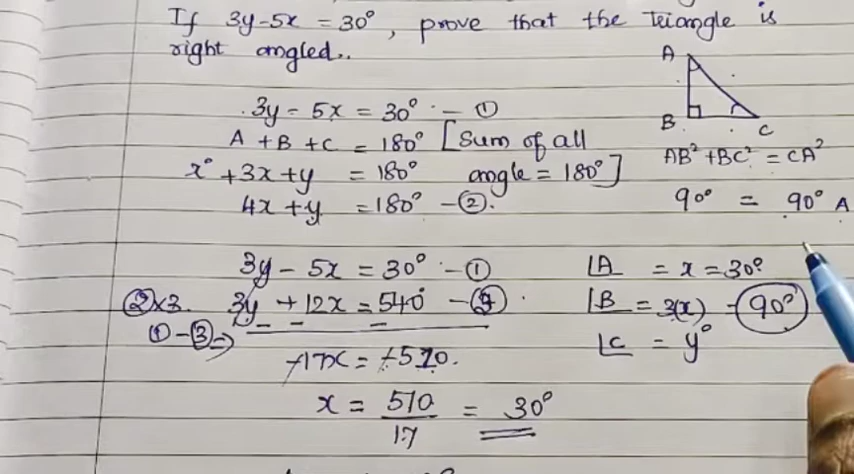 If 3y-5x = 30°, prove that the triangle is
right angled..
A
B
C
3y - 5x = 30° - ①
A + B + C = 180° [Sum of all
x° + 3x + y = 180° angle = 180°]
4x + y = 180° - ②.
AB² + BC² = CA²
90° = 90° A
3y - 5x = 30° - ①
②×3. 3y + 12x = 540°
① - ③ ⇒ - - -
-17x = -510.
x = 510/17 = 30°
∠A = x = 30°
∠B = 3(x) = 90°
∠C = y°